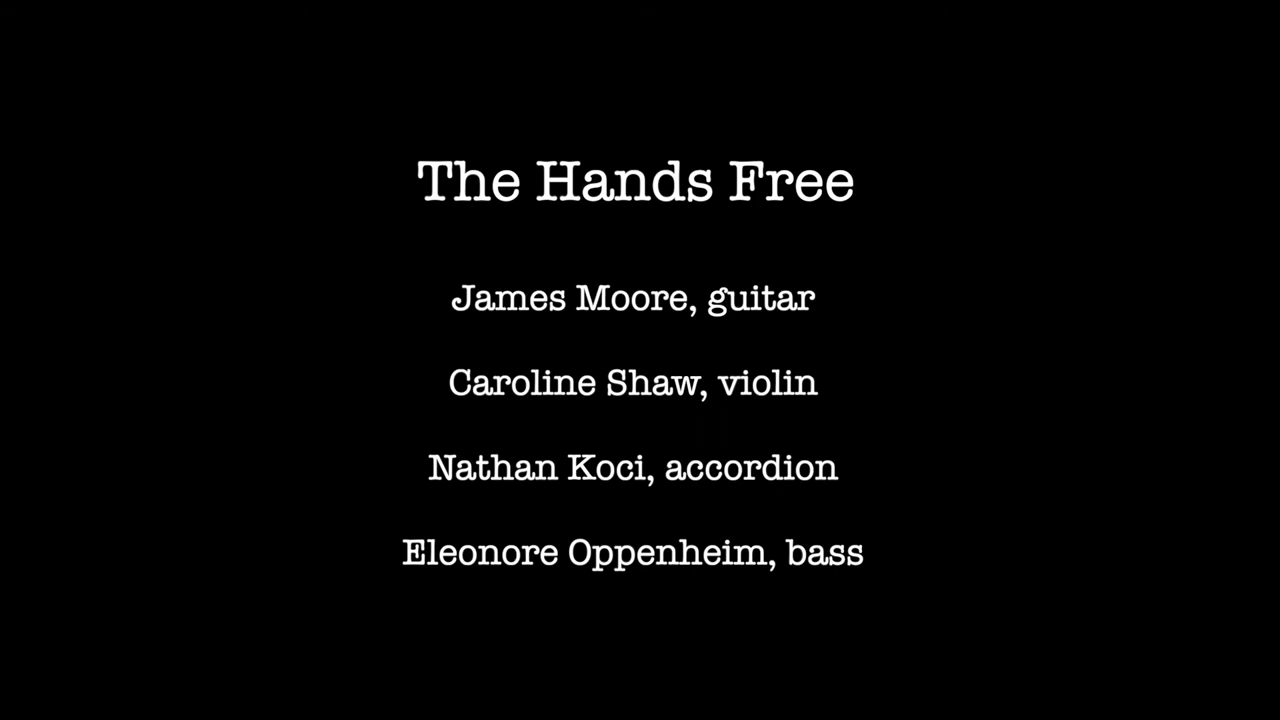 The Hands Free
James Moore, guitar
Caroline Shaw, violin
Nathan Koci, accordion
Eleonore Oppenheim, bass